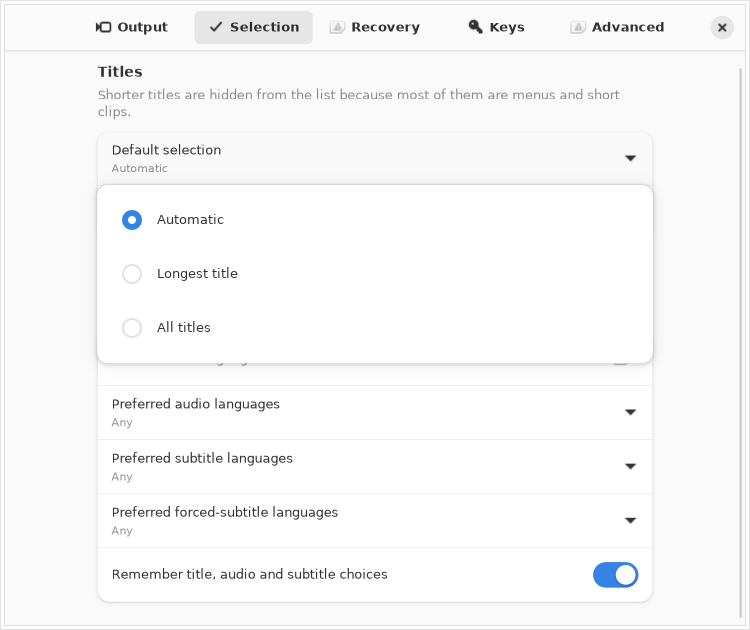 Output
Selection
Recovery
Keys
Advanced
Titles
Shorter titles are hidden from the list because most of them are menus and short
clips.
Default selection
Automatic
Automatic
Longest title
All titles
Preferred audio languages
Any
Preferred subtitle languages
Any
Preferred forced-subtitle languages
Any
Remember title, audio and subtitle choices